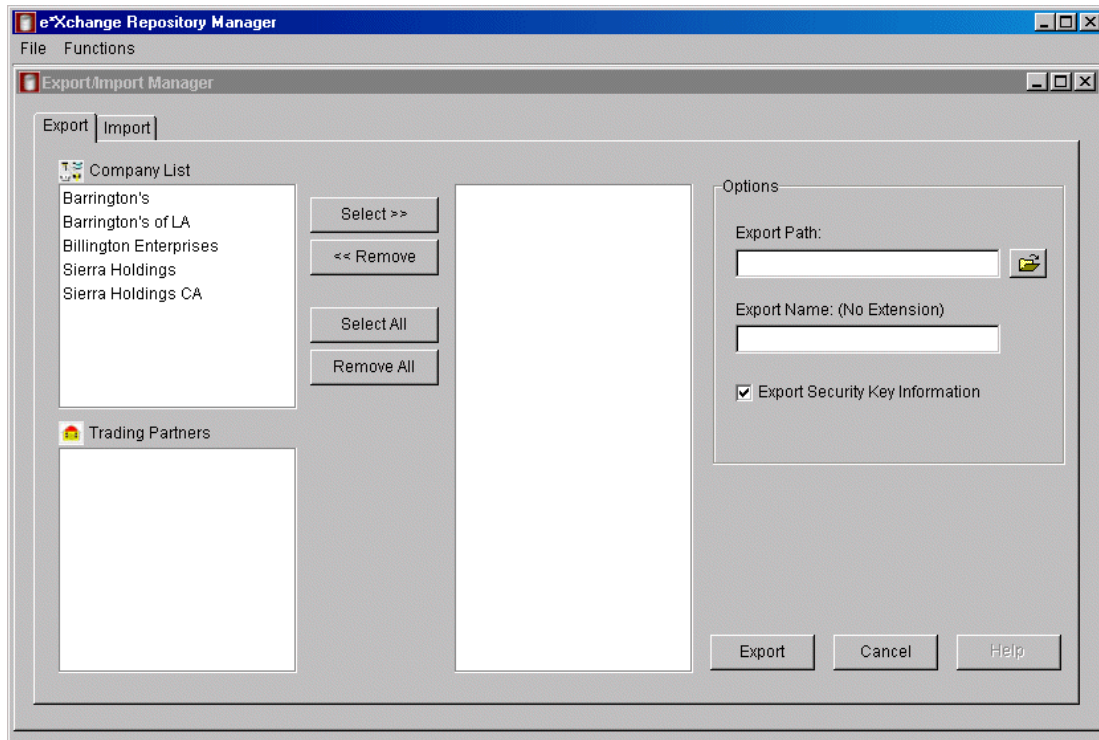 e*Xchange Repository Manager
File Functions
Export/Import Manager
Export Import
Company List
Barrington's
Barrington's of LA
Billington Enterprises
Sierra Holdings
Sierra Holdings CA
Select >>
<< Remove
Select All
Remove All
Trading Partners
Options
Export Path:
Export Name: (No Extension)
Export Security Key Information
Export Cancel Help